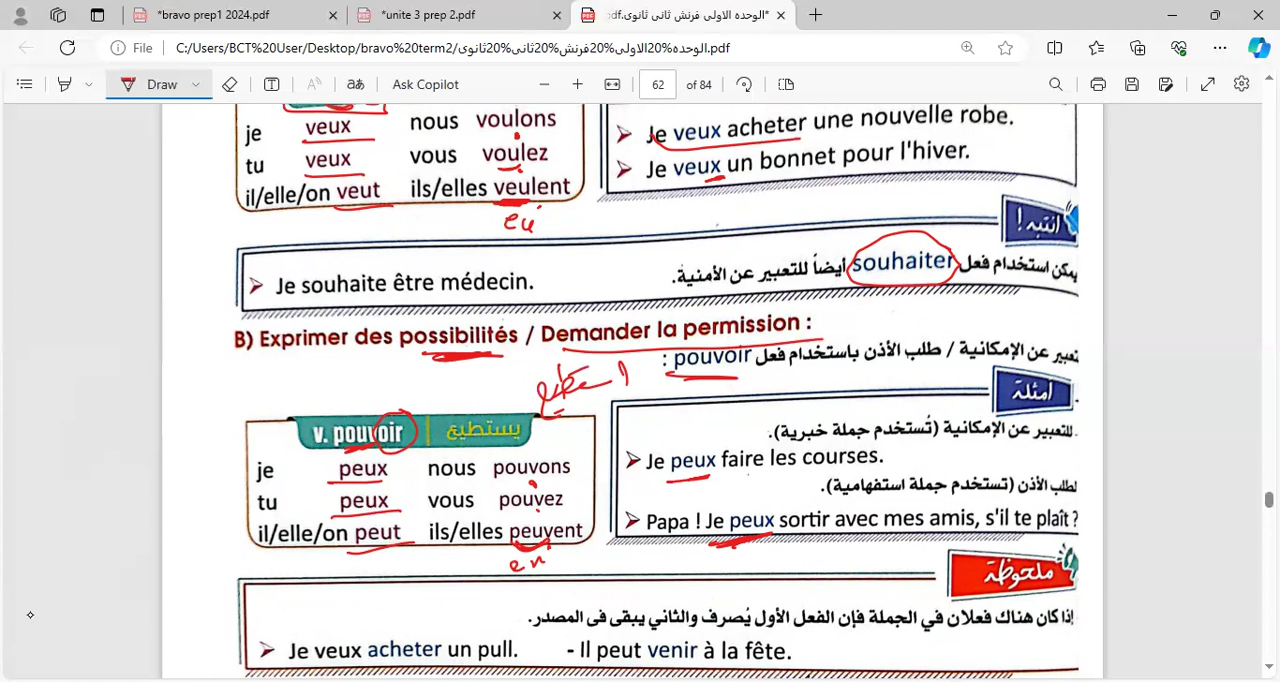 *bravo prep1 2024.pdf
*unite 3 prep 2.pdf
*الوحده الاولى فرنش ثانى ثانوى.pdf
File
C:/Users/BCT%20User/Desktop/bravo%20term2/الوحده%20الاولى%20فرنش%20ثانى%20ثانوى.pdf
Draw
aあ
Ask Copilot
62
of 84
je veux nous voulons
tu veux vous voulez
il/elle/on veut ils/elles veulent
eu
Je veux acheter une nouvelle robe.
Je veux un bonnet pour l'hiver.
انتبه !
يمكن استخدام فعل souhaiter أيضاً للتعبير عن الأمنية.
Je souhaite être médecin.
B) Exprimer des possibilités / Demander la permission :
تعبير عن الإمكانية / طلب الأذن باستخدام فعل pouvoir :
v. pouvoir يستطيع
je peux nous pouvons
tu peux vous pouvez
il/elle/on peut ils/elles peuvent
أمثلة
للتعبير عن الإمكانية (تُستخدم جملة خبرية).
Je peux faire les courses.
لطلب الأذن (تستخدم جملة استفهامية).
Papa ! Je peux sortir avec mes amis, s'il te plaît ?
ملحوظة
إذا كان هناك فعلان في الجملة فإن الفعل الأول يُصرف والثاني يبقى فى المصدر.
Je veux acheter un pull. - Il peut venir à la fête.